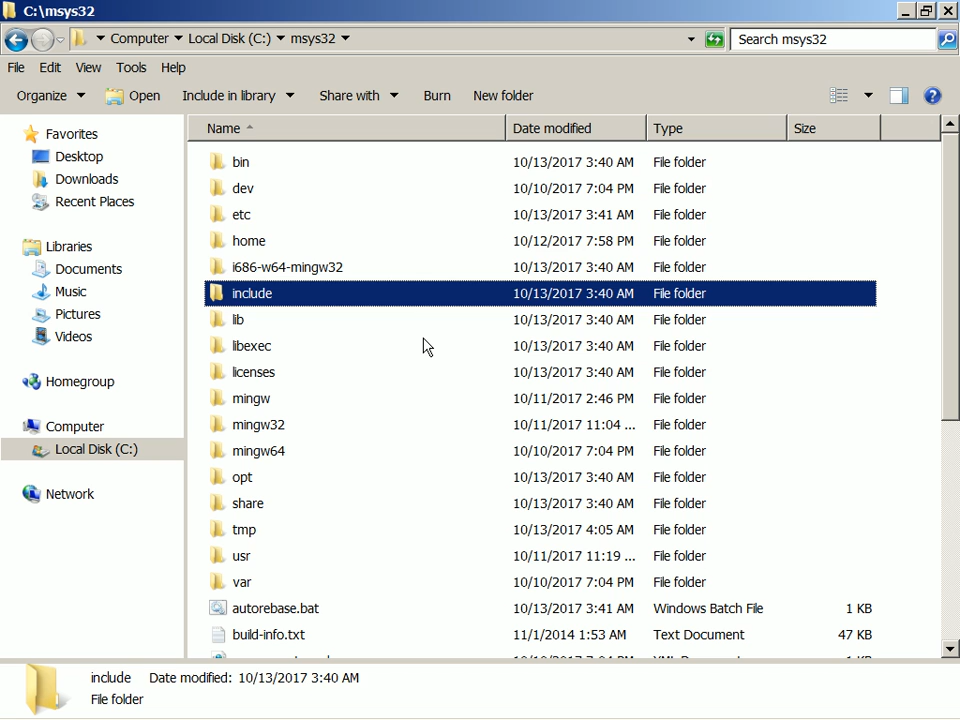 C:\msys32
Computer Local Disk (C:) msys32
Search msys32
File Edit View Tools Help
Organize Open Include in library Share with Burn New folder
Name Date modified Type Size
Favorites
Desktop
Downloads
Recent Places
Libraries
Documents
Music
Pictures
Videos
Homegroup
Computer
Local Disk (C:)
Network
bin 10/13/2017 3:40 AM File folder
dev 10/10/2017 7:04 PM File folder
etc 10/13/2017 3:41 AM File folder
home 10/12/2017 7:58 PM File folder
i686-w64-mingw32 10/13/2017 3:40 AM File folder
include 10/13/2017 3:40 AM File folder
lib 10/13/2017 3:40 AM File folder
libexec 10/13/2017 3:40 AM File folder
licenses 10/13/2017 3:40 AM File folder
mingw 10/11/2017 2:46 PM File folder
mingw32 10/11/2017 11:04 ... File folder
mingw64 10/10/2017 7:04 PM File folder
opt 10/13/2017 3:40 AM File folder
share 10/13/2017 3:40 AM File folder
tmp 10/13/2017 4:05 AM File folder
usr 10/11/2017 11:19 ... File folder
var 10/10/2017 7:04 PM File folder
autorebase.bat 10/13/2017 3:41 AM Windows Batch File 1 KB
build-info.txt 11/1/2014 1:53 AM Text Document 47 KB
include Date modified: 10/13/2017 3:40 AM
File folder